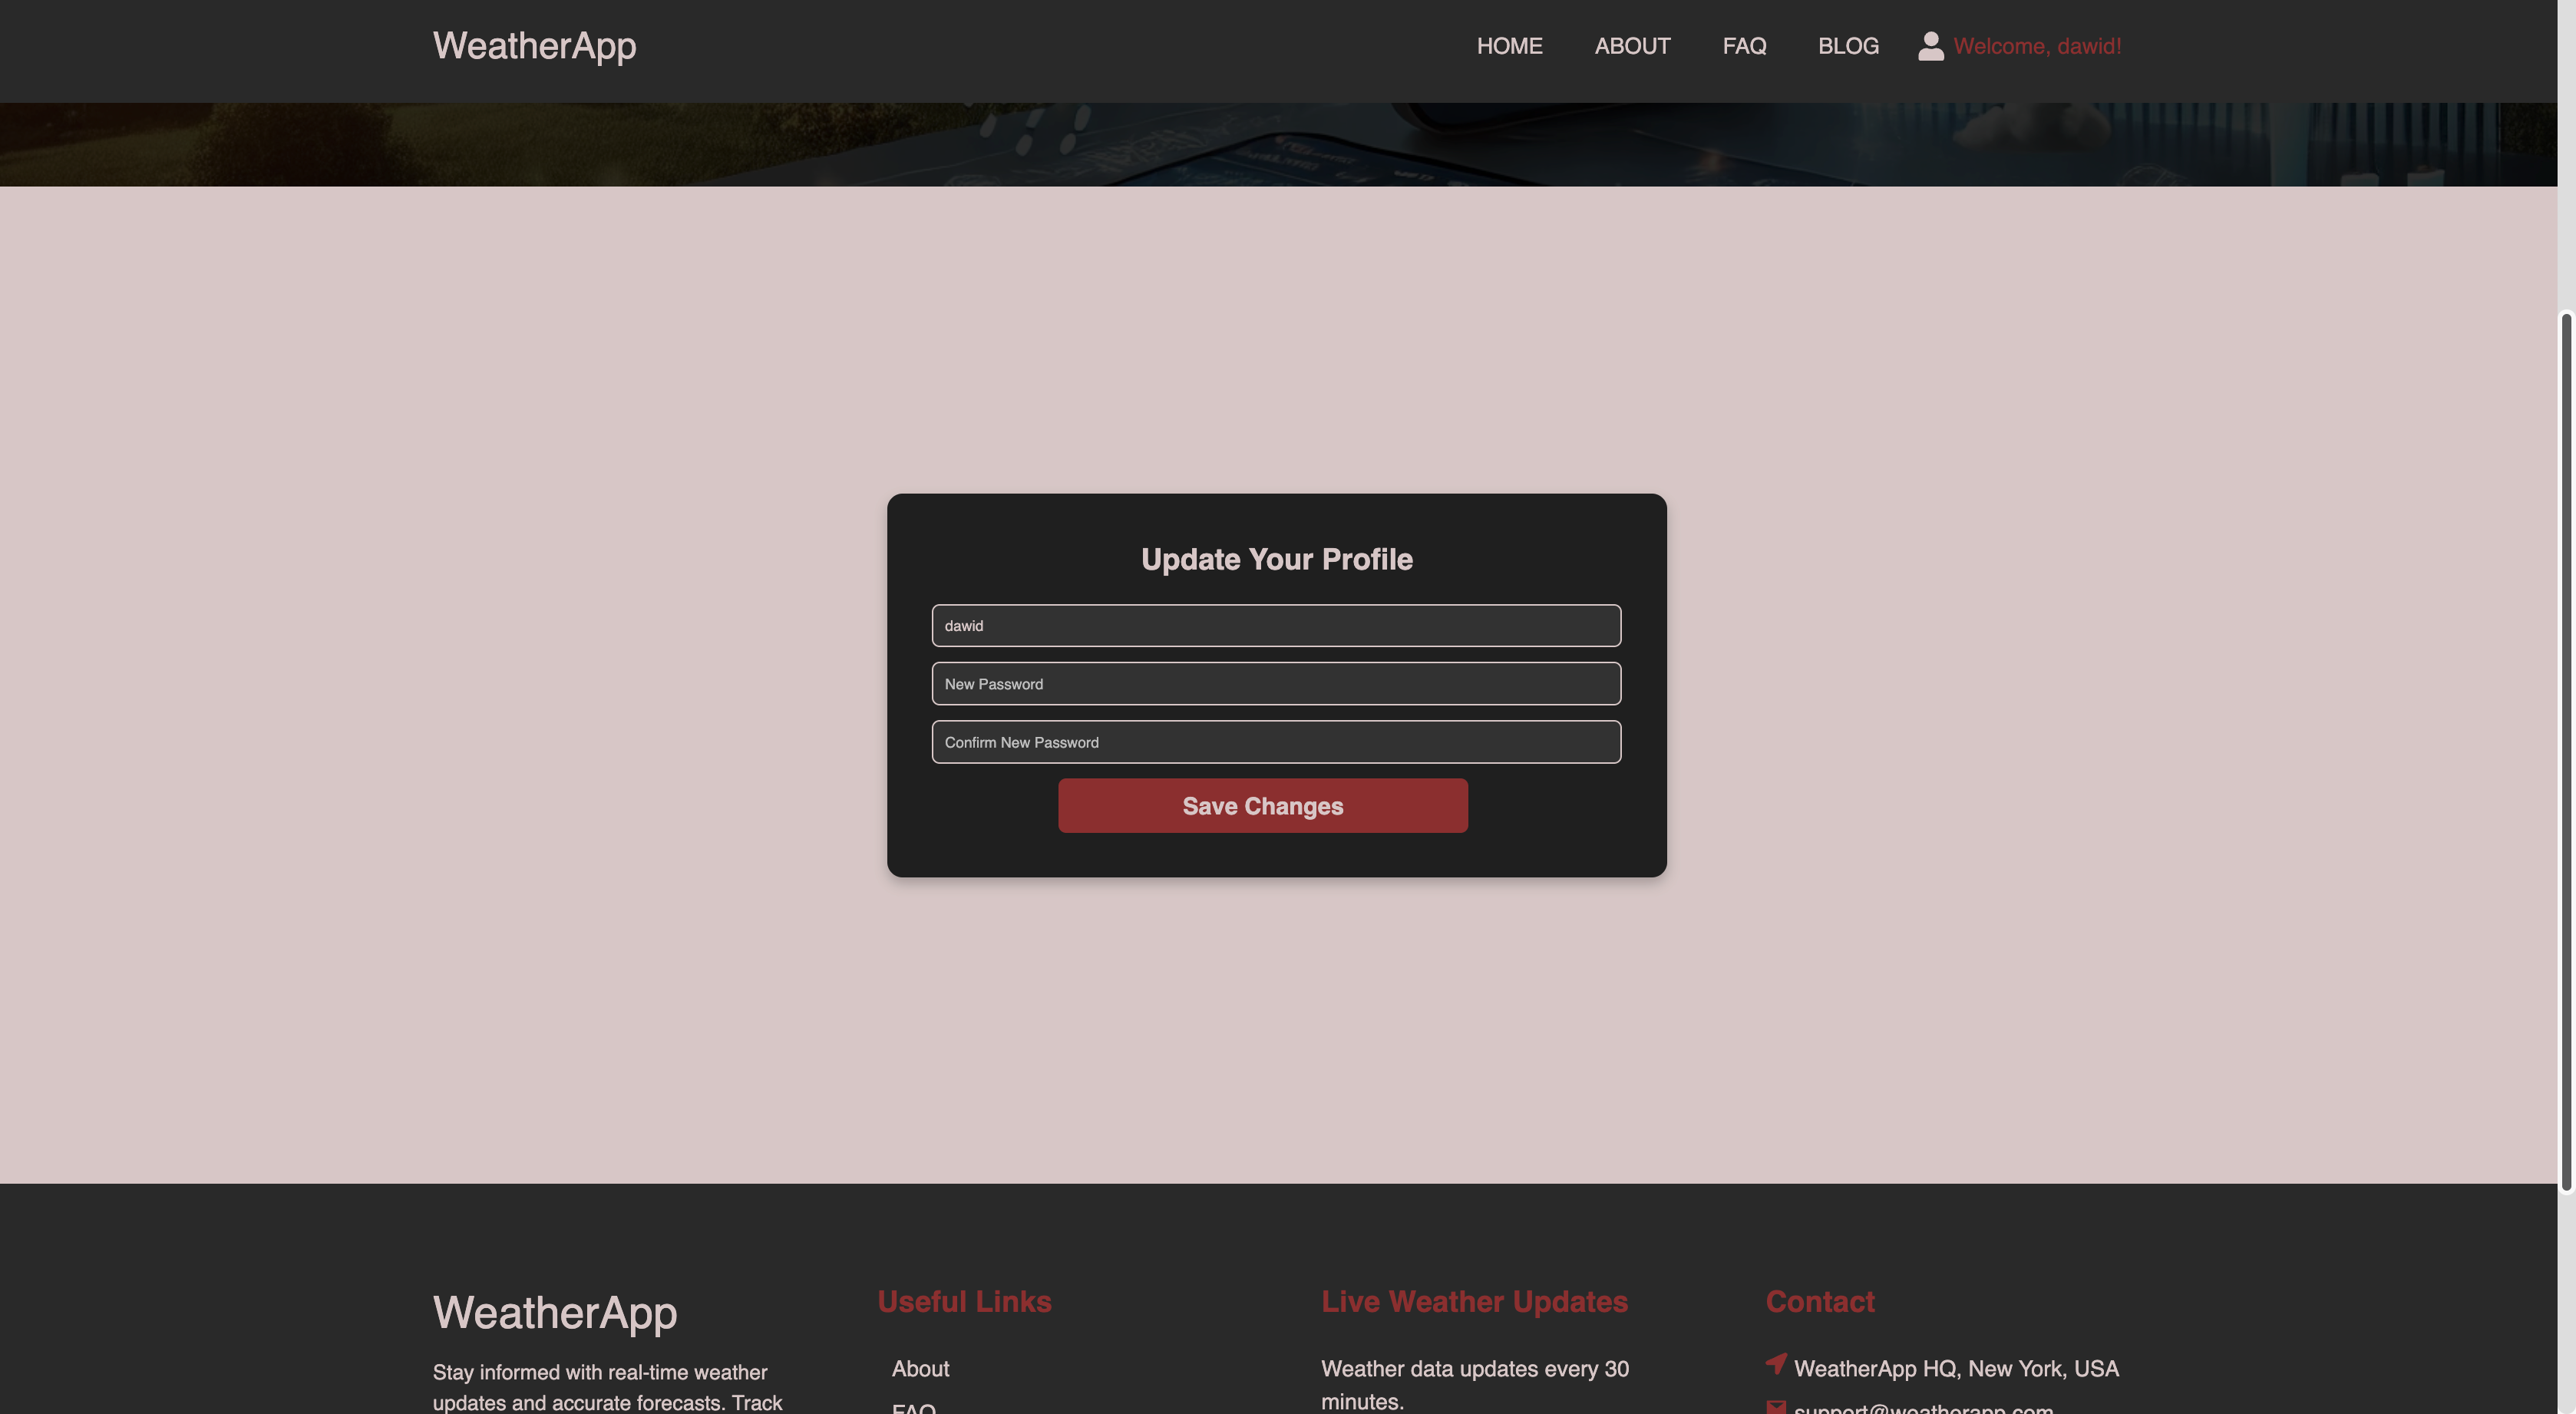 WeatherApp
HOME
ABOUT
FAQ
BLOG
Welcome, dawid!
Update Your Profile
dawid
New Password
Confirm New Password
Save Changes
WeatherApp
Stay informed with real-time weather
updates and accurate forecasts. Track
Useful Links
About
FAQ
Live Weather Updates
Weather data updates every 30
minutes.
Contact
WeatherApp HQ, New York, USA
support@weatherapp.com